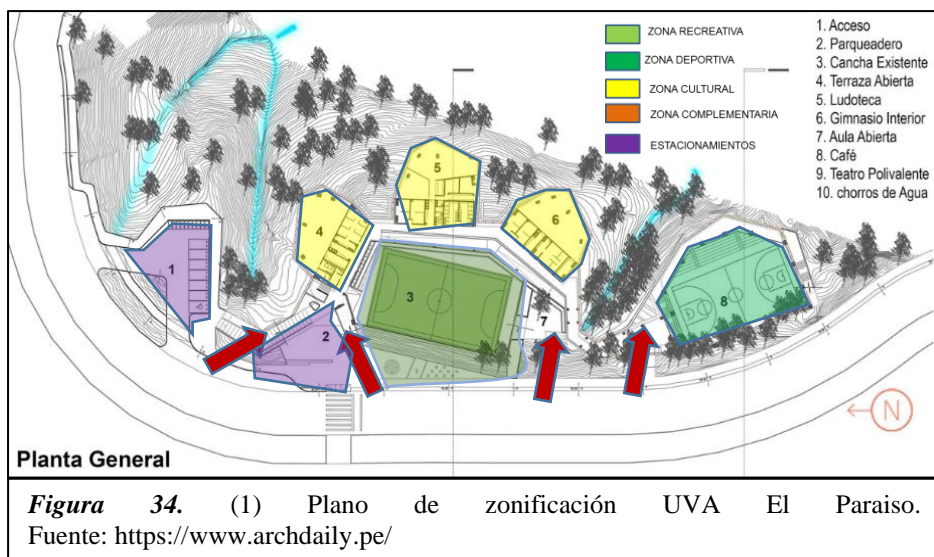 ZONA RECREATIVA
ZONA DEPORTIVA
ZONA CULTURAL
ZONA COMPLEMENTARIA
ESTACIONAMIENTOS
1. Acceso
2. Parqueadero
3. Cancha Existente
4. Terraza Abierta
5. Ludoteca
6. Gimnasio Interior
7. Aula Abierta
8. Café
9. Teatro Polivalente
10. chorros de Agua
5
4
6
1
3
8
7
2
N
Planta General
Figura 34. (1) Plano de zonificación UVA El Paraiso.
Fuente: https://www.archdaily.pe/